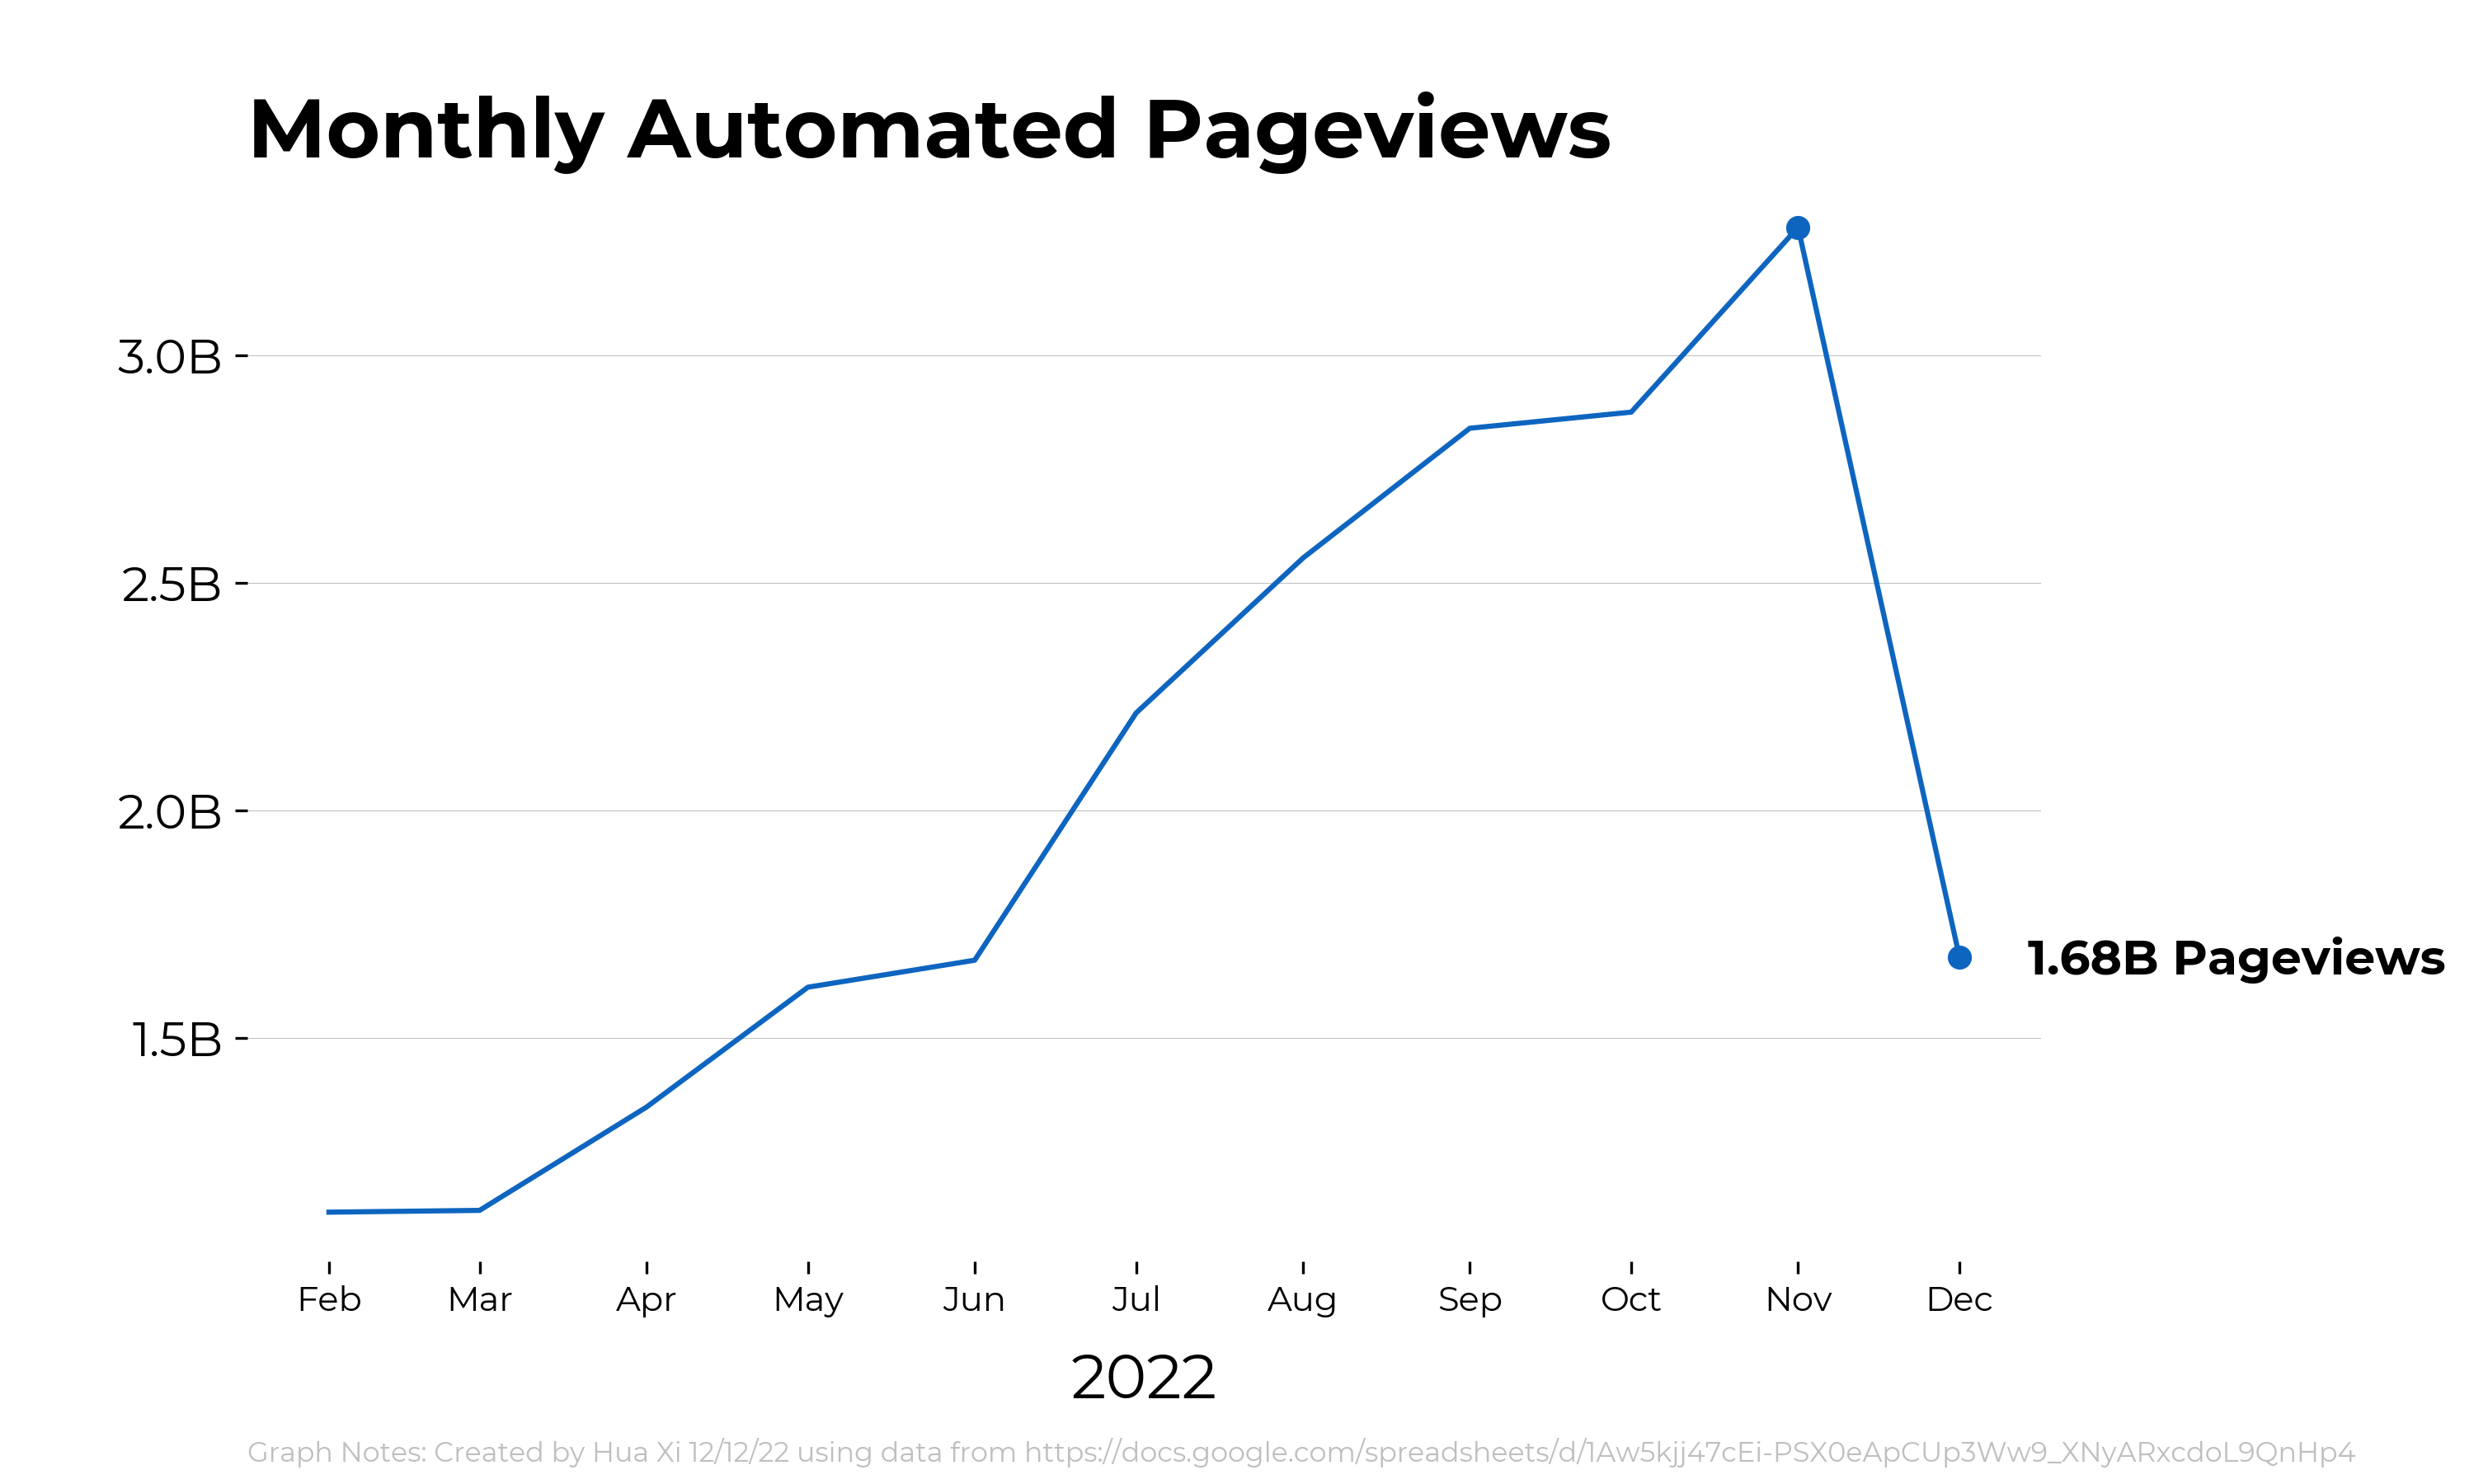 Monthly Automated Pageviews
3.0B
2.5B
2.0B
1.5B
1.68B Pageviews
Feb Mar Apr May Jun Jul Aug Sep Oct Nov Dec
2022
Graph Notes: Created by Hua Xi 12/12/22 using data from https://docs.google.com/spreadsheets/d/1Aw5kjj47cEi-PSX0eApCUp3Ww9_XNyARxcdoL9QnHp4